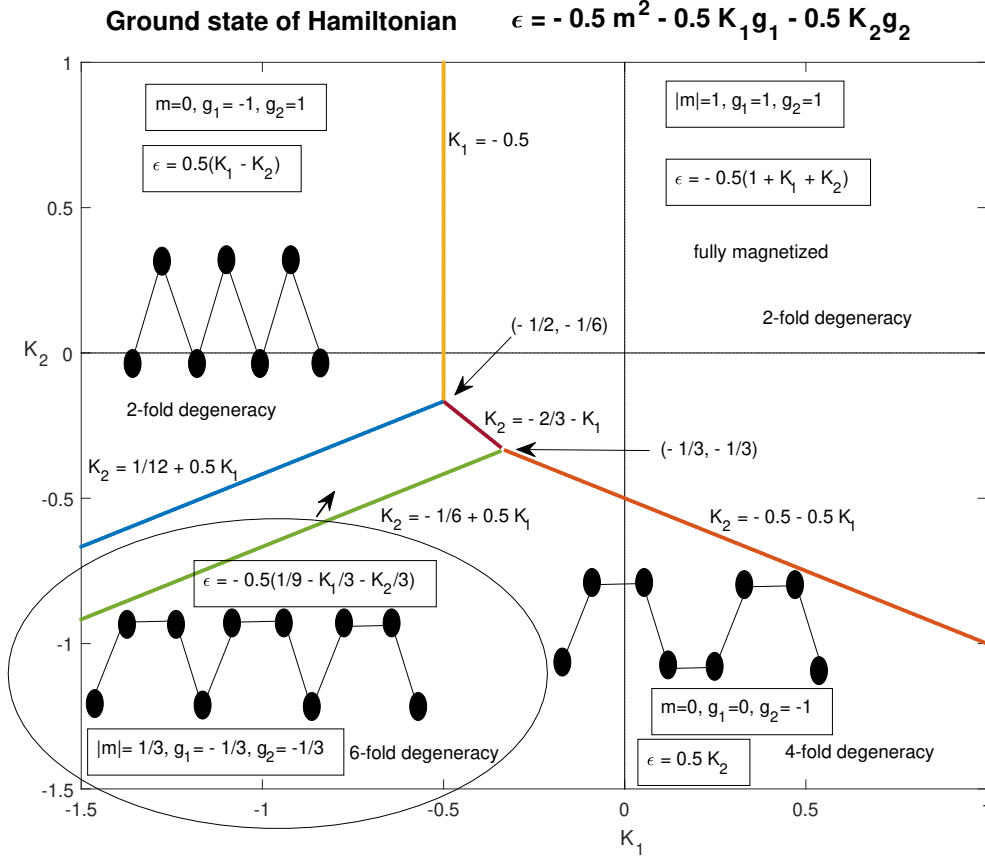 Ground state of Hamiltonian ϵ = - 0.5 m² - 0.5 K₁g₁ - 0.5 K₂g₂
1
m=0, g₁= -1, g₂=1
|m|=1, g₁=1, g₂=1
K₁ = - 0.5
ϵ = 0.5(K₁ - K₂)
ϵ = - 0.5(1 + K₁ + K₂)
0.5
fully magnetized
2-fold degeneracy
(- 1/2, - 1/6)
K₂
0
2-fold degeneracy
K₂ = - 2/3 - K₁
(- 1/3, - 1/3)
K₂ = 1/12 + 0.5 K₁
-0.5
K₂ = - 1/6 + 0.5 K₁
K₂ = - 0.5 - 0.5 K₁
ϵ = - 0.5(1/9 - K₁/3 - K₂/3)
-1
m=0, g₁=0, g₂= -1
|m|= 1/3, g₁= - 1/3, g₂= -1/3
6-fold degeneracy
ϵ = 0.5 K₂
4-fold degeneracy
-1.5
-1.5 -1 -0.5 0 0.5 1
K₁